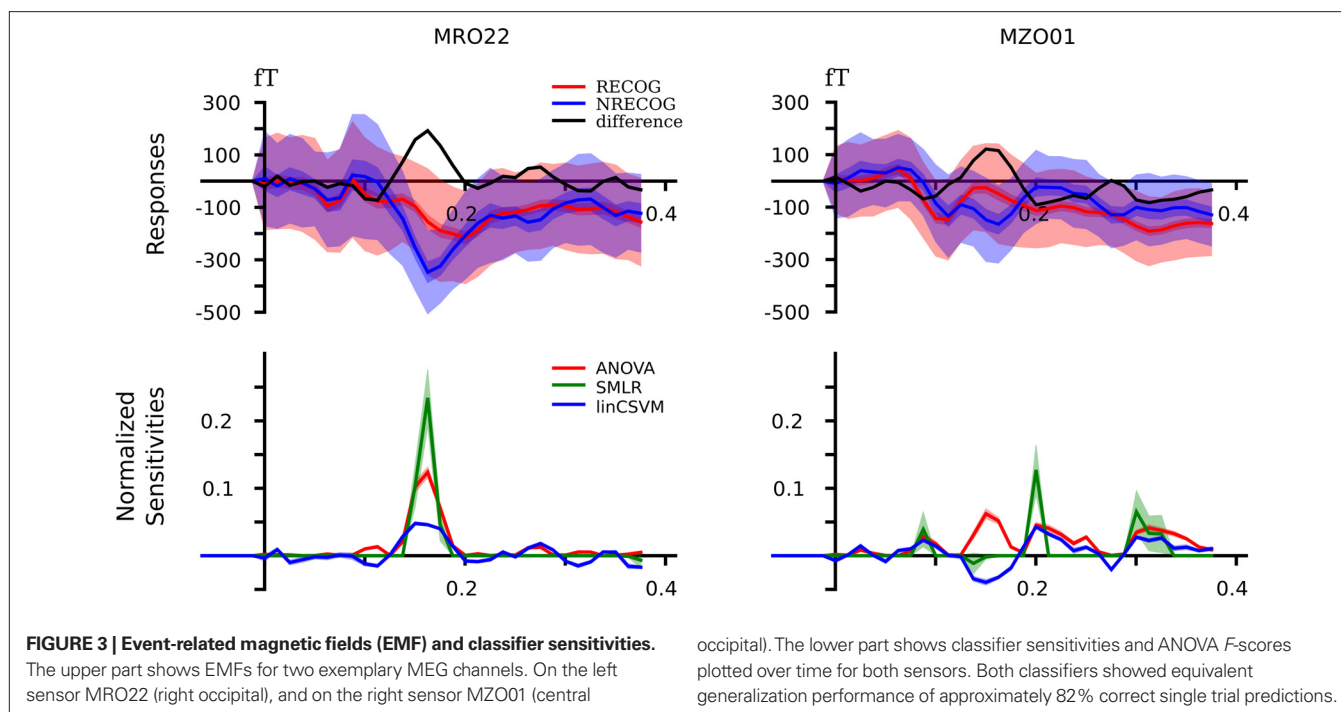 MRO22
MZO01
fT
fT
RECOG
NRECOG
difference
Responses
300
100
-100
-300
-500
0.2
0.4
300
100
-100
-300
-500
0.2
0.4
ANOVA
SMLR
linCSVM
Normalized
Sensitivities
0.2
0.1
0.2
0.4
0.2
0.1
0.2
0.4
FIGURE 3 | Event-related magnetic fields (EMF) and classifier sensitivities.
The upper part shows EMFs for two exemplary MEG channels. On the left
sensor MRO22 (right occipital), and on the right sensor MZO01 (central
occipital). The lower part shows classifier sensitivities and ANOVA F-scores
plotted over time for both sensors. Both classifiers showed equivalent
generalization performance of approximately 82% correct single trial predictions.